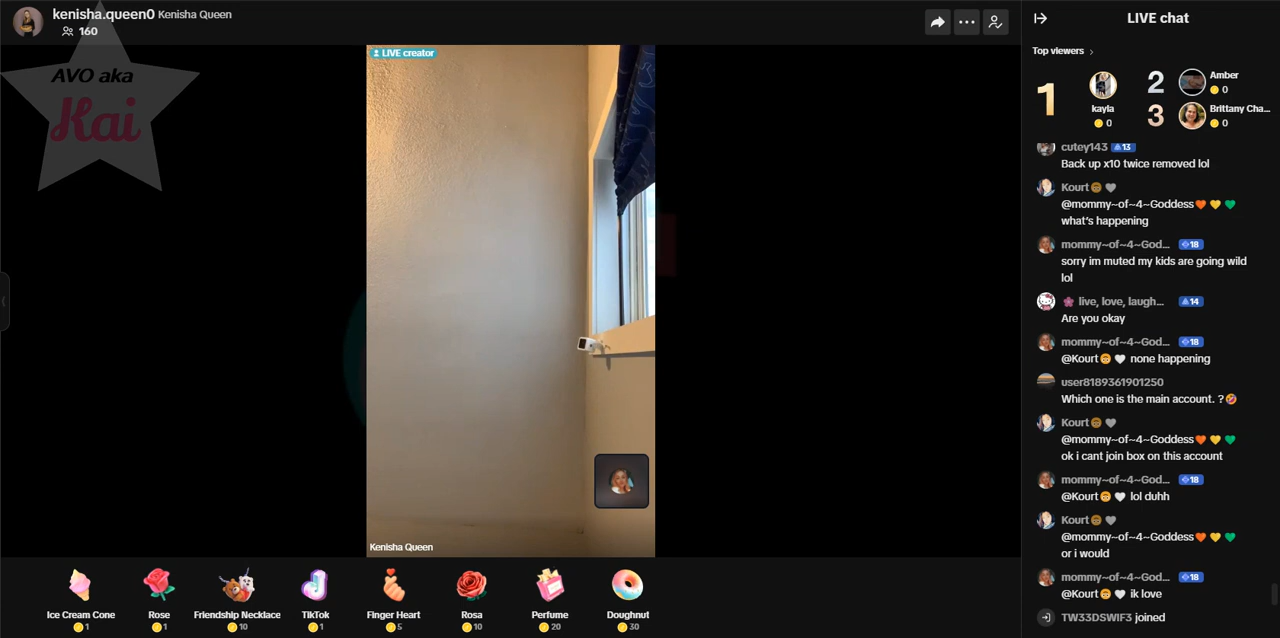 kenisha.queen0 Kenisha Queen
160
AVO aka
Kai
LIVE creator
Kenisha Queen
Ice Cream Cone
1
Rose
1
Friendship Necklace
10
TikTok
1
Finger Heart
5
Rosa
10
Perfume
20
Doughnut
30
LIVE chat
Top viewers
1
kayla
0
2
Amber
0
3
Brittany Cha...
0
cutey143 13
Back up x10 twice removed lol
Kourt
@mommy~of~4~Goddess
what's happening
mommy~of~4~God... 18
sorry im muted my kids are going wild
lol
live, love, laugh... 14
Are you okay
mommy~of~4~God... 18
@Kourt🙃🤍 none happening
user8189361901250
Which one is the main account. ?🤣
Kourt
@mommy~of~4~Goddess🧡💛💚
ok i cant join box on this account
mommy~of~4~God... 18
@Kourt🙃🤍 lol duhh
Kourt
@mommy~of~4~Goddess🧡💛💚
or i would
mommy~of~4~God... 18
@Kourt🙃🤍 ik love
TW33DSWIF3 joined